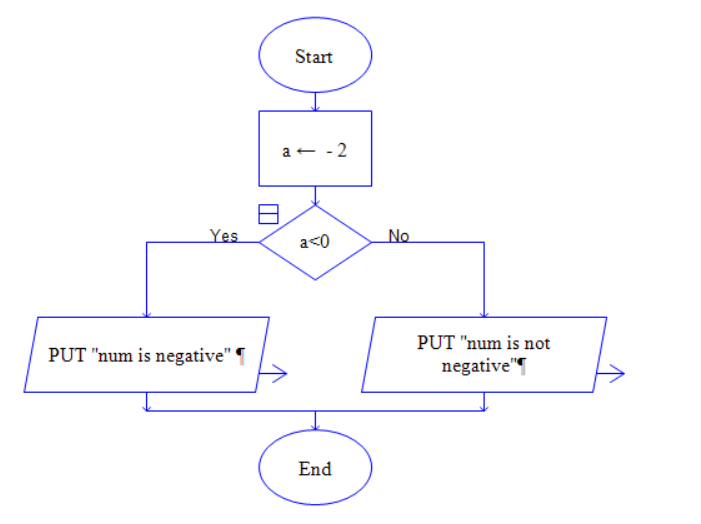 Start
a ← - 2
a<0
Yes
No
PUT "num is negative" ¶
PUT "num is not
negative"¶
End